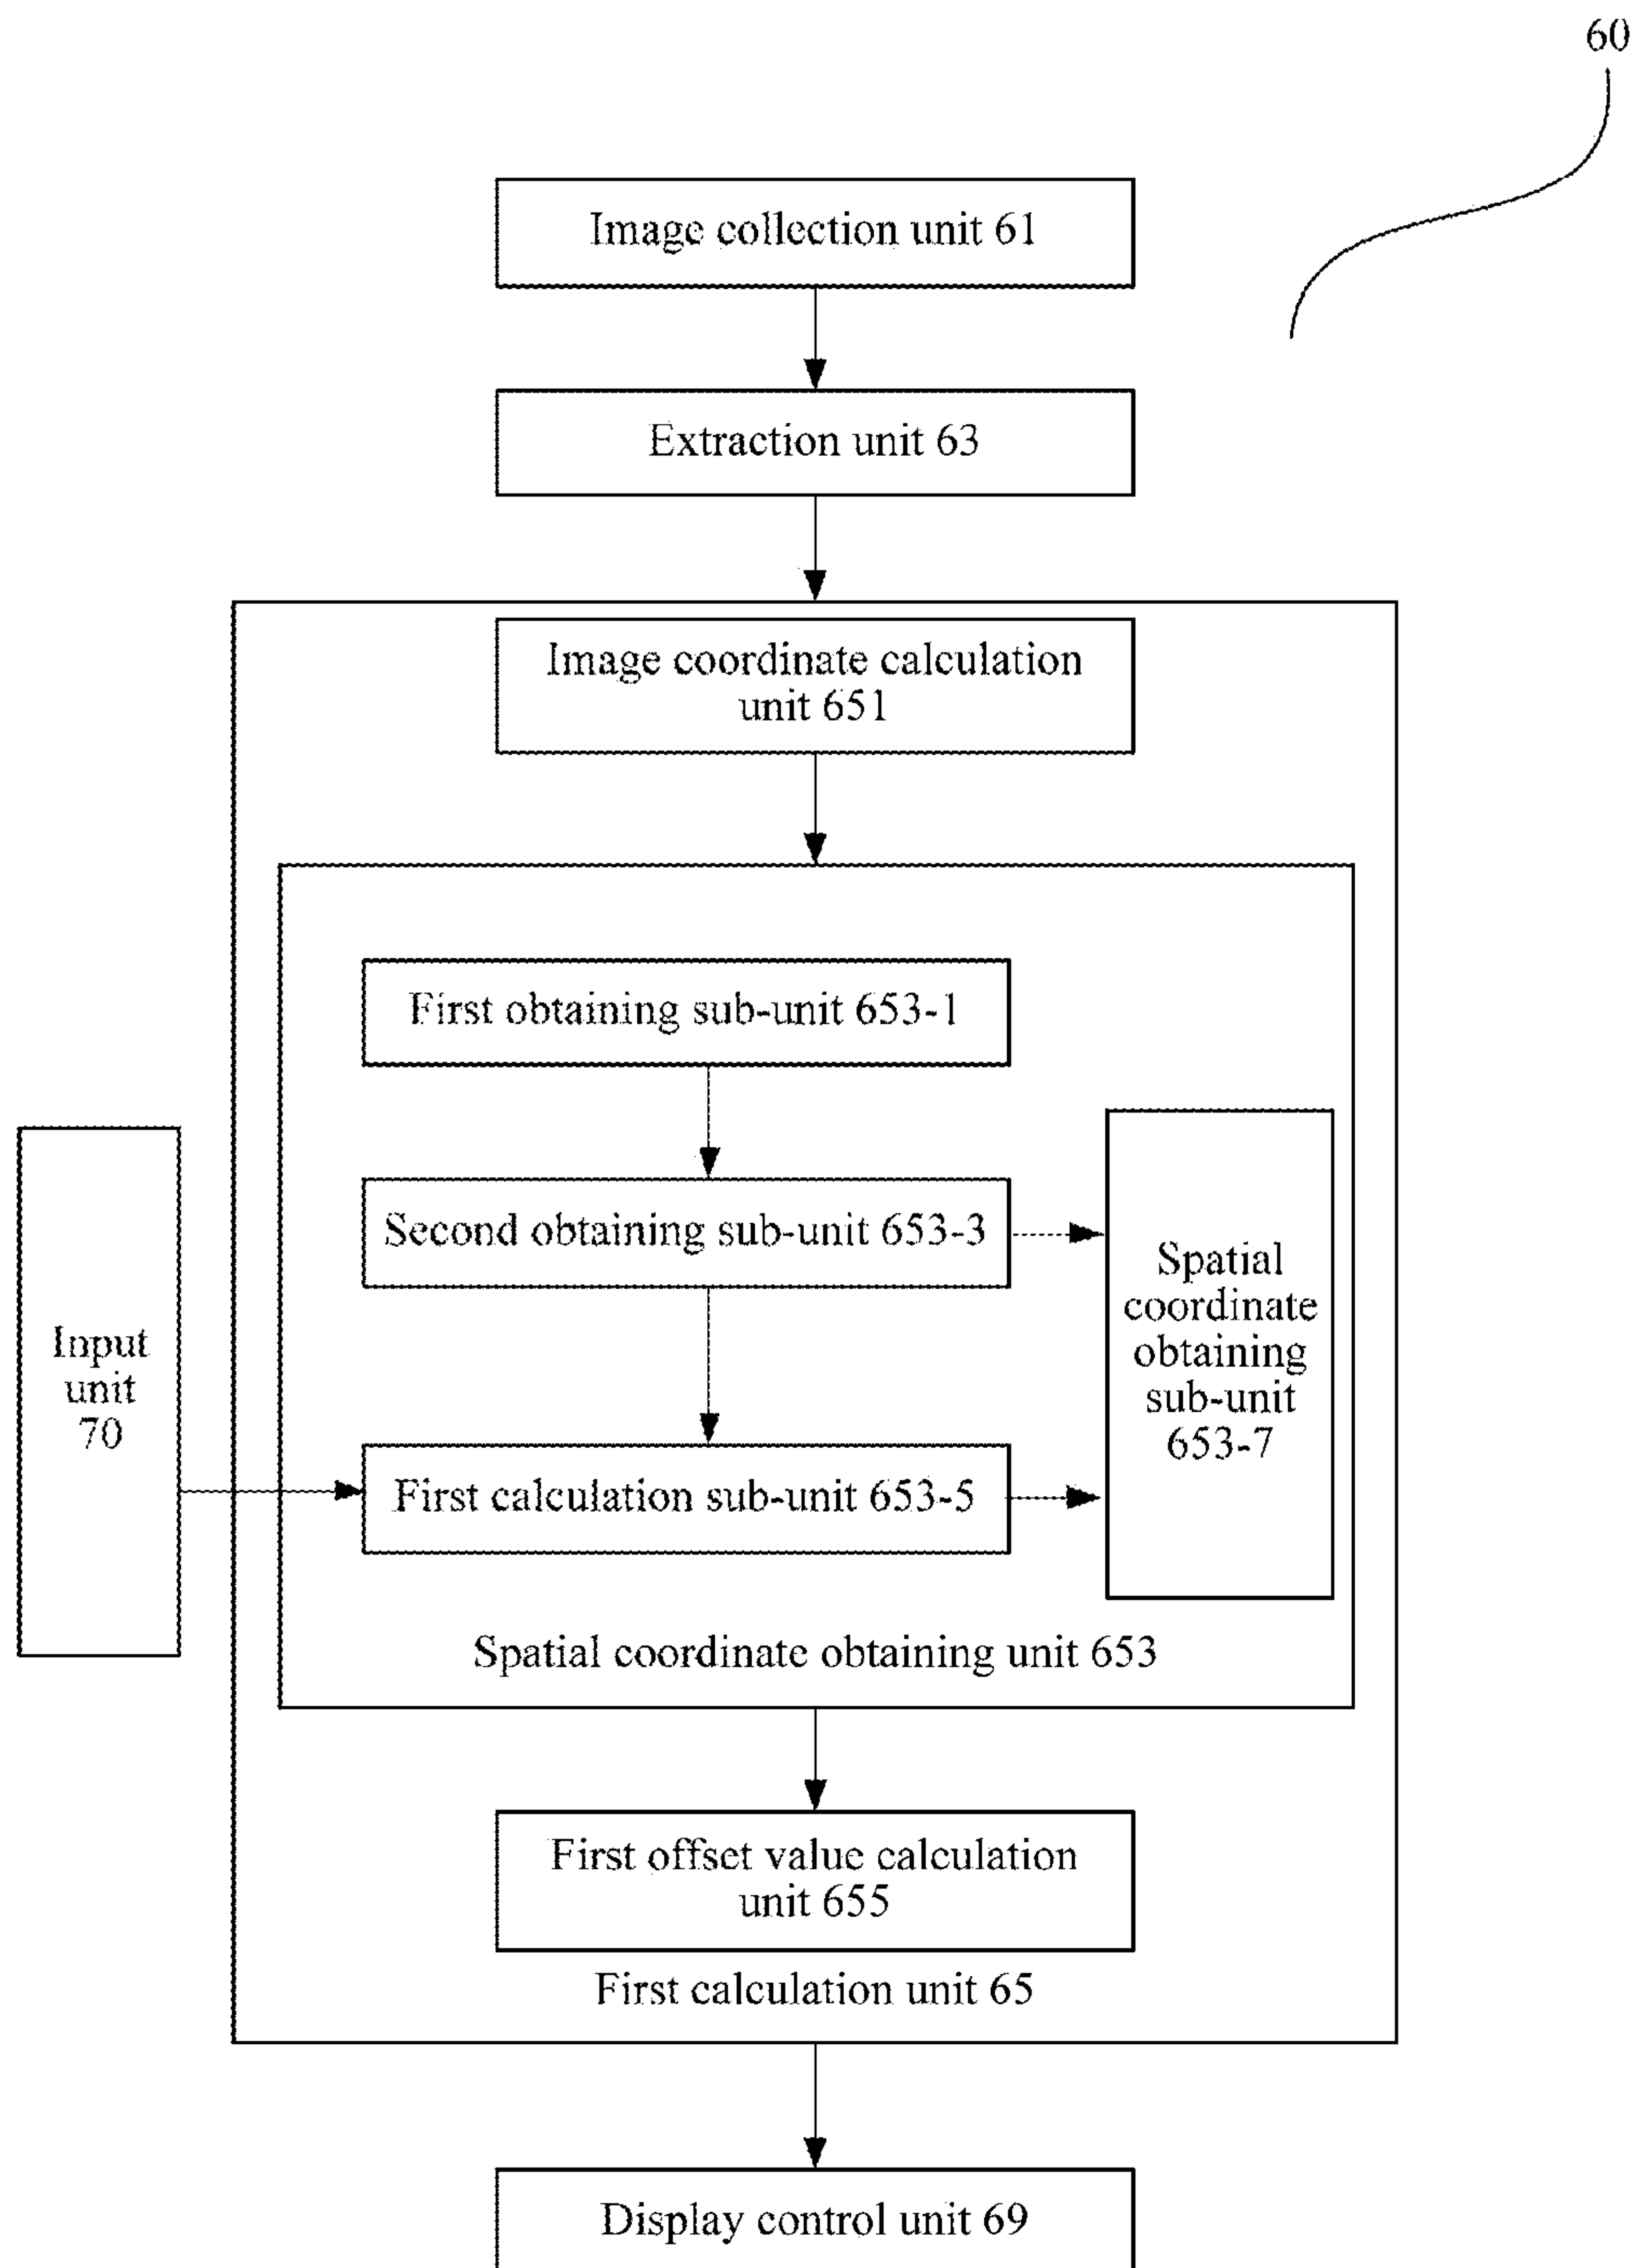 60
Image collection unit 61
Extraction unit 63
Image coordinate calculation
unit 651
First obtaining sub-unit 653-1
Second obtaining sub-unit 653-3
Spatial
coordinate
obtaining
sub-unit
653-7
Input
unit
70
First calculation sub-unit 653-5
Spatial coordinate obtaining unit 653
First offset value calculation
unit 655
First calculation unit 65
Display control unit 69